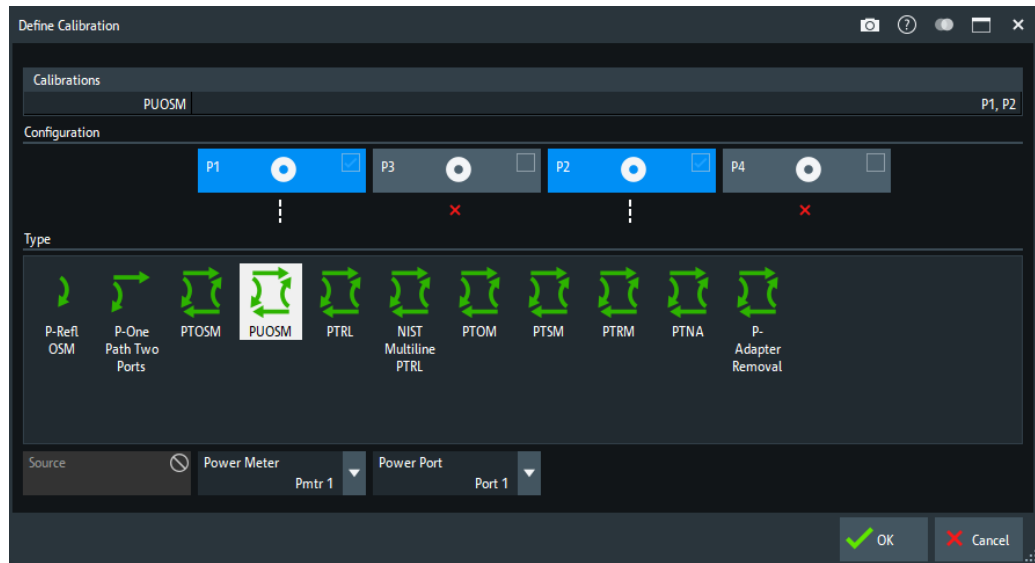 Define Calibration
Calibrations
PUOSM P1, P2
Configuration
P1 P3 P2 P4
Type
P-Refl
OSM
P-One
Path Two
Ports
PTOSM
PUOSM
PTRL
NIST
Multiline
PTRL
PTOM
PTSM
PTRM
PTNA
P-
Adapter
Removal
Source
Power Meter
Pmtr 1
Power Port
Port 1
OK
Cancel